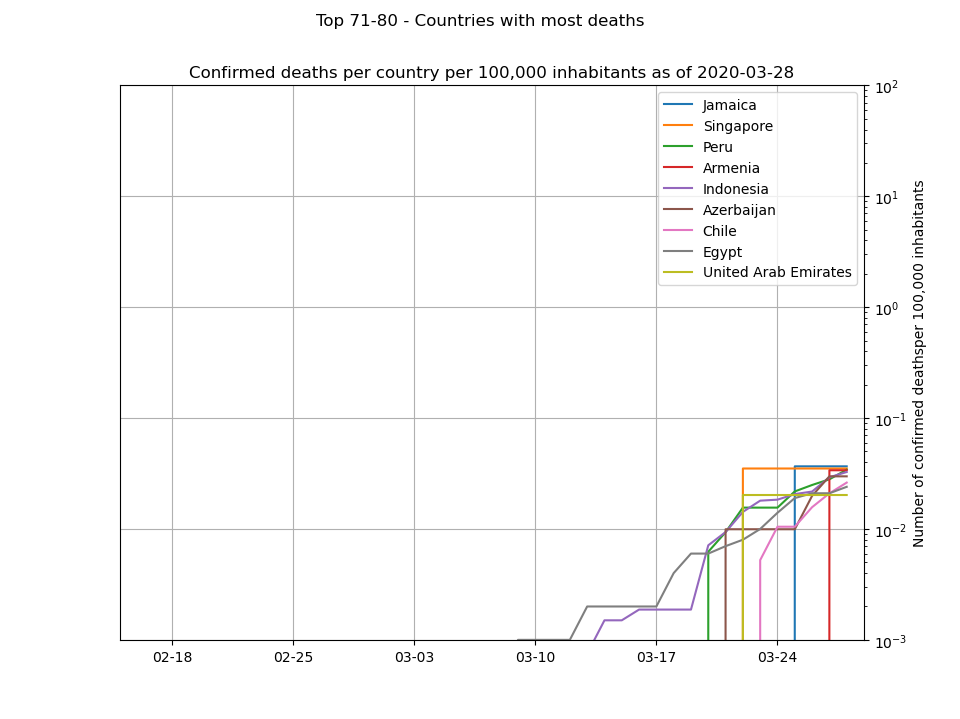 Top 71-80 - Countries with most deaths
Confirmed deaths per country per 100,000 inhabitants as of 2020-03-28
Jamaica
Singapore
Peru
Armenia
Indonesia
Azerbaijan
Chile
Egypt
United Arab Emirates
10²
10¹
10⁰
10⁻¹
10⁻²
10⁻³
Number of confirmed deathsper 100,000 inhabitants
02-18 02-25 03-03 03-10 03-17 03-24